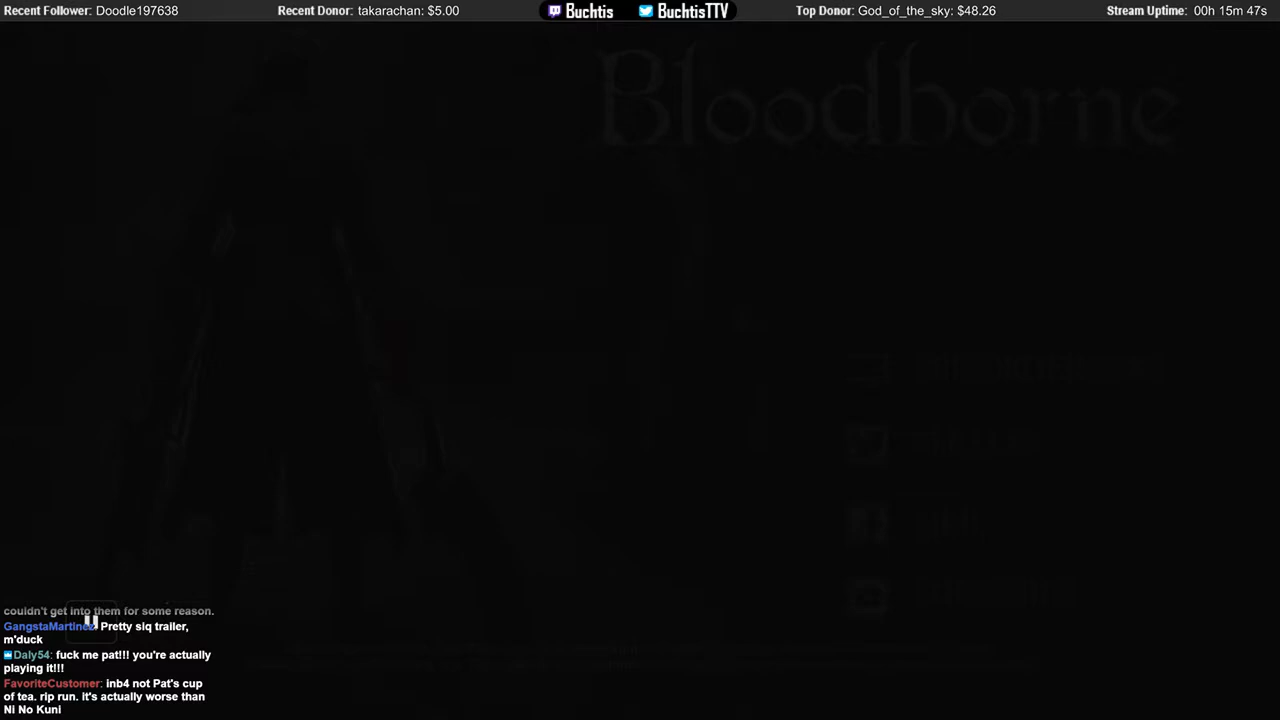 Recent Follower: Doodle197638 Recent Donor: takarachan: $5.00 Buchtis BuchtisTTV Top Donor: God_of_the_sky: $48.26 Stream Uptime: 00h 15m 47s
Bloodborne
couldn't get into them for some reason.
GangstaMartinez: Pretty siq trailer,
m'duck
Daly54: fuck me pat!!! you're actually
playing it!!!
FavoriteCustomer: inb4 not Pat's cup
of tea. rip run. it's actually worse than
Ni No Kuni